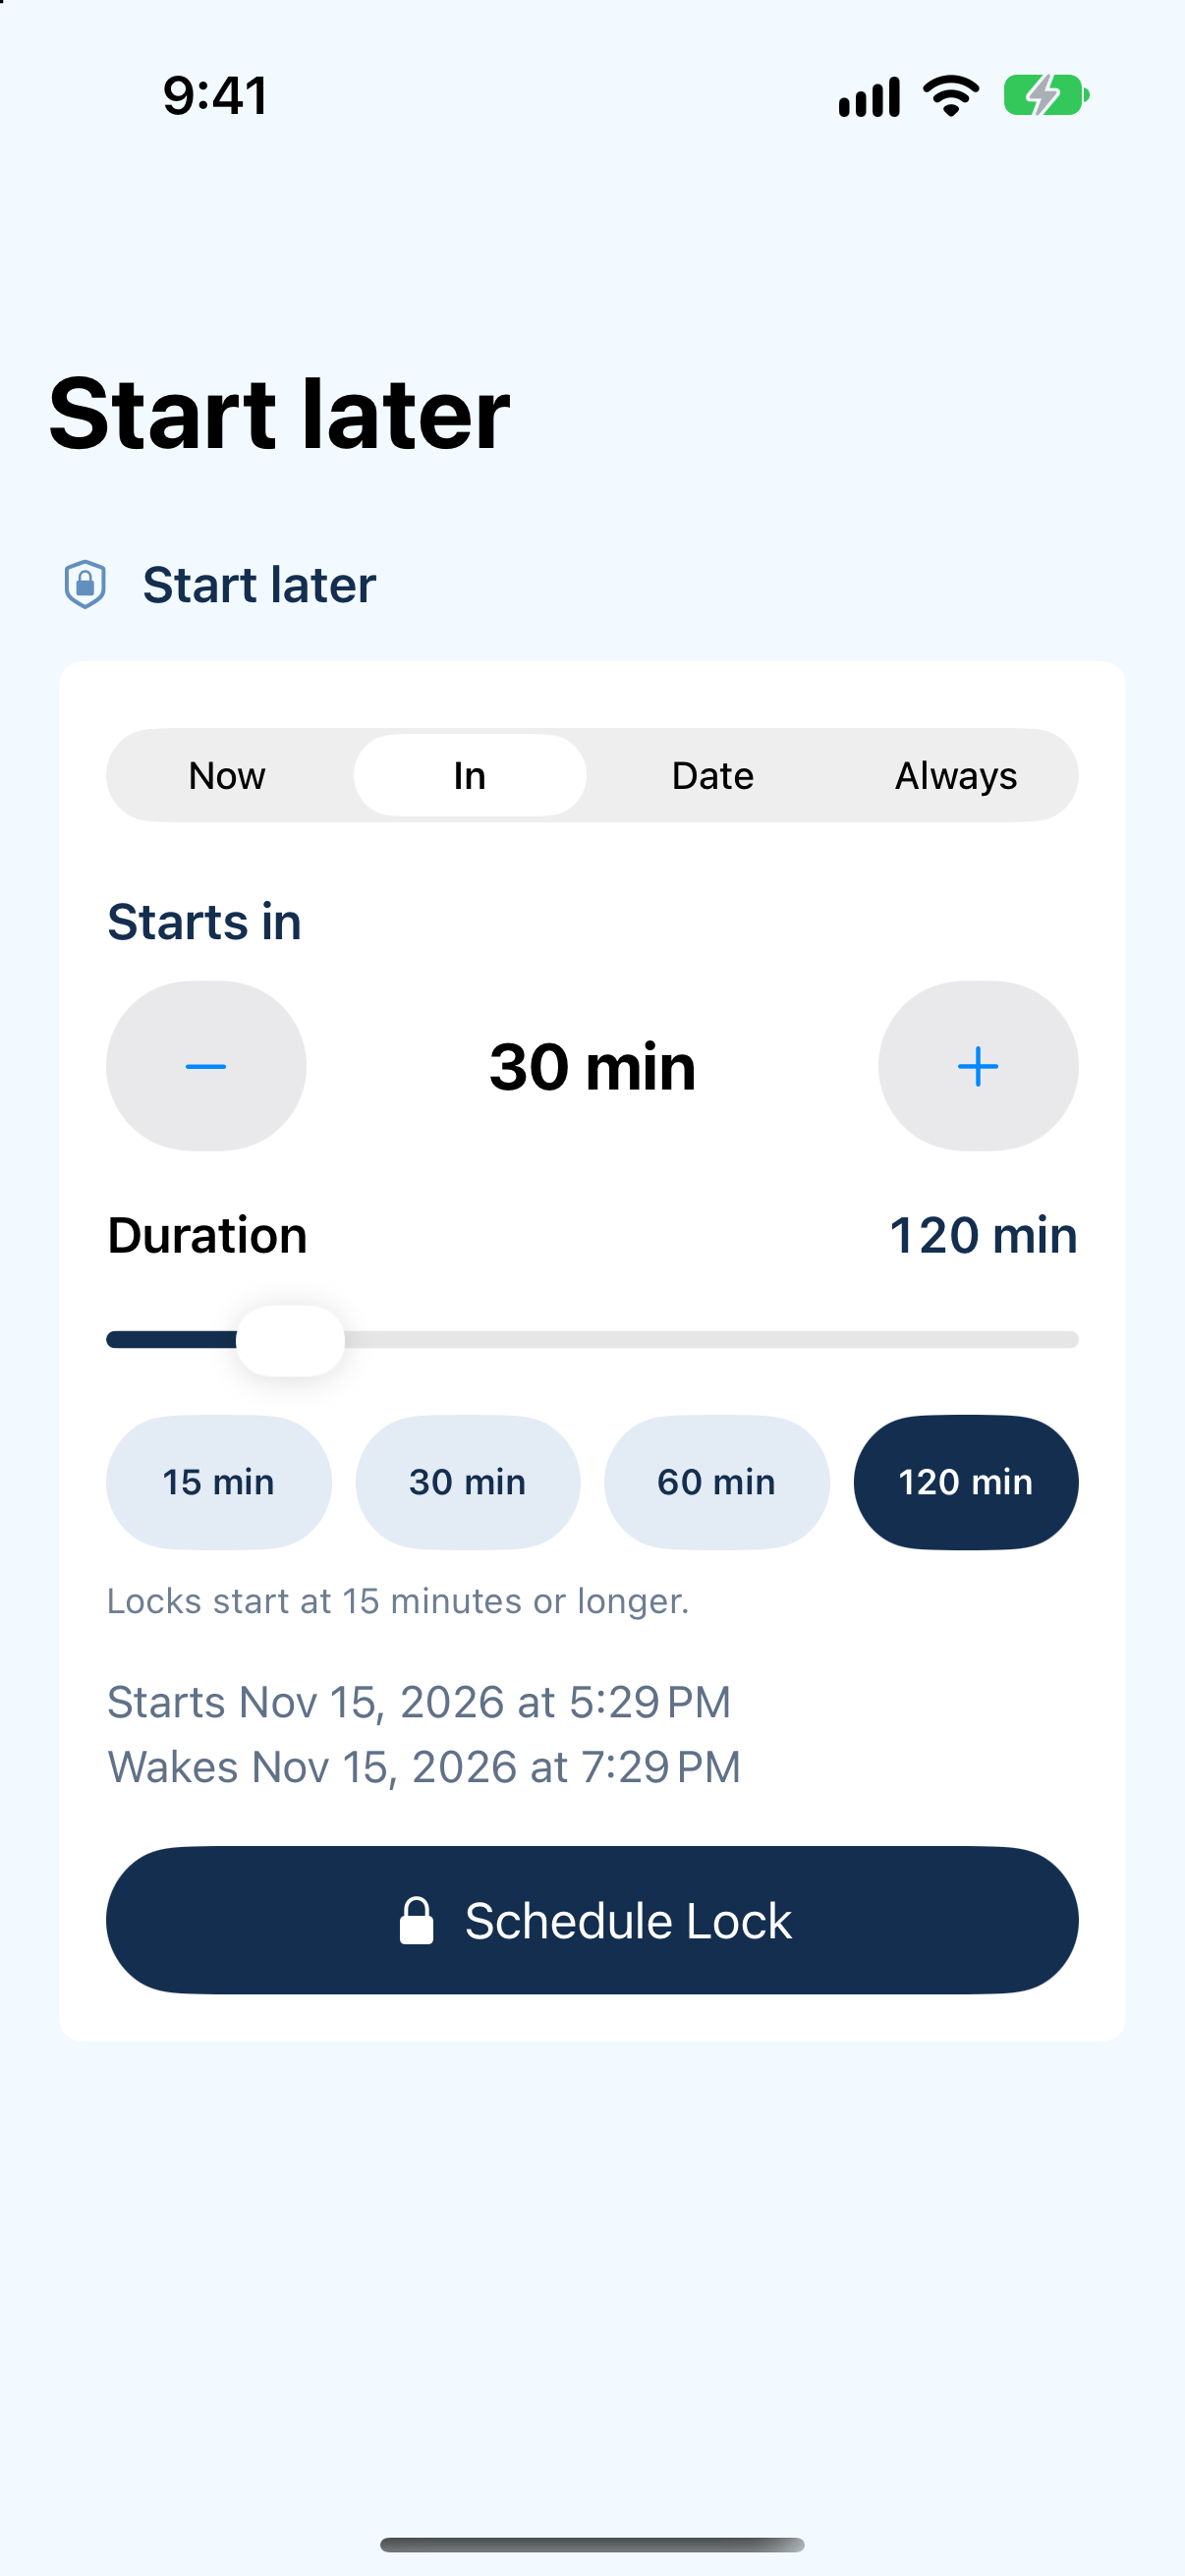 9:41
Start later
Start later
Now In Date Always
Starts in
30 min
Duration 120 min
15 min 30 min 60 min 120 min
Locks start at 15 minutes or longer.
Starts Nov 15, 2026 at 5:29 PM
Wakes Nov 15, 2026 at 7:29 PM
Schedule Lock